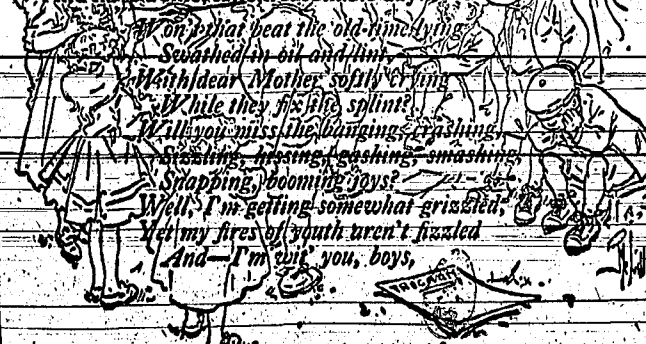 Won't that beat the old-time lying
Swathed in oil and lint,
With dear Mother softly crying
While they fix the splint?
Will you miss the bangings, crashing,
Sizzling, hissing, gashing, smashing,
Snapping, booming joys?
Well, I'm getting somewhat grizzled,
Yet my fires of youth aren't fizzled
And—I'm wit' you, boys,